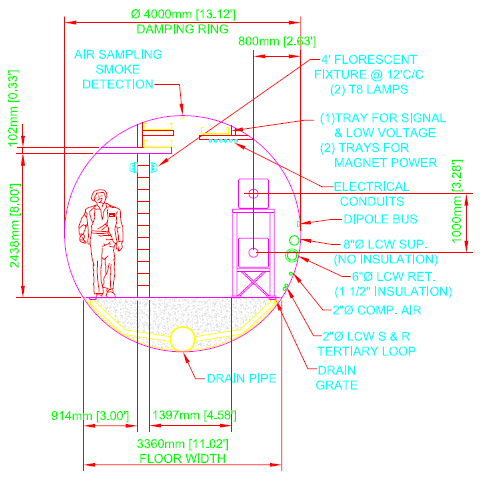 Ø 4000mm [13.12']
DAMPING RING
800mm [2.63']
AIR SAMPLING
SMOKE
DETECTION
4' FLORESCENT
FIXTURE @ 12'C/C
(2) T8 LAMPS
102mm [0.33']
(1)TRAY FOR SIGNAL
& LOW VOLTAGE
(2) TRAYS FOR
MAGNET POWER
ELECTRICAL
CONDUITS
1000mm [3.28']
2438mm [8.00']
DIPOLE BUS
8"Ø LCW SUP.
(NO INSULATION)
6"Ø LCW RET.
(1 1/2" INSULATION)
2"Ø COMP. AIR
2"Ø LCW S & R
TERTIARY LOOP
DRAIN PIPE
DRAIN
GRATE
914mm [3.00']
1397mm [4.58']
3360mm [11.02']
FLOOR WIDTH